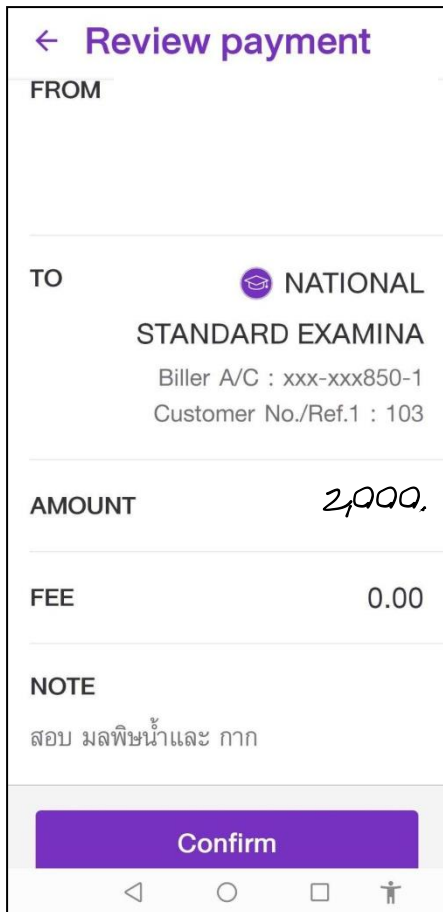 Review payment
FROM
TO NATIONAL
STANDARD EXAMINA
Biller A/C : xxx-xxx850-1
Customer No./Ref.1 : 103
AMOUNT 2,000.
FEE 0.00
NOTE
สอบ มลพิษน้ำและ กาก
Confirm